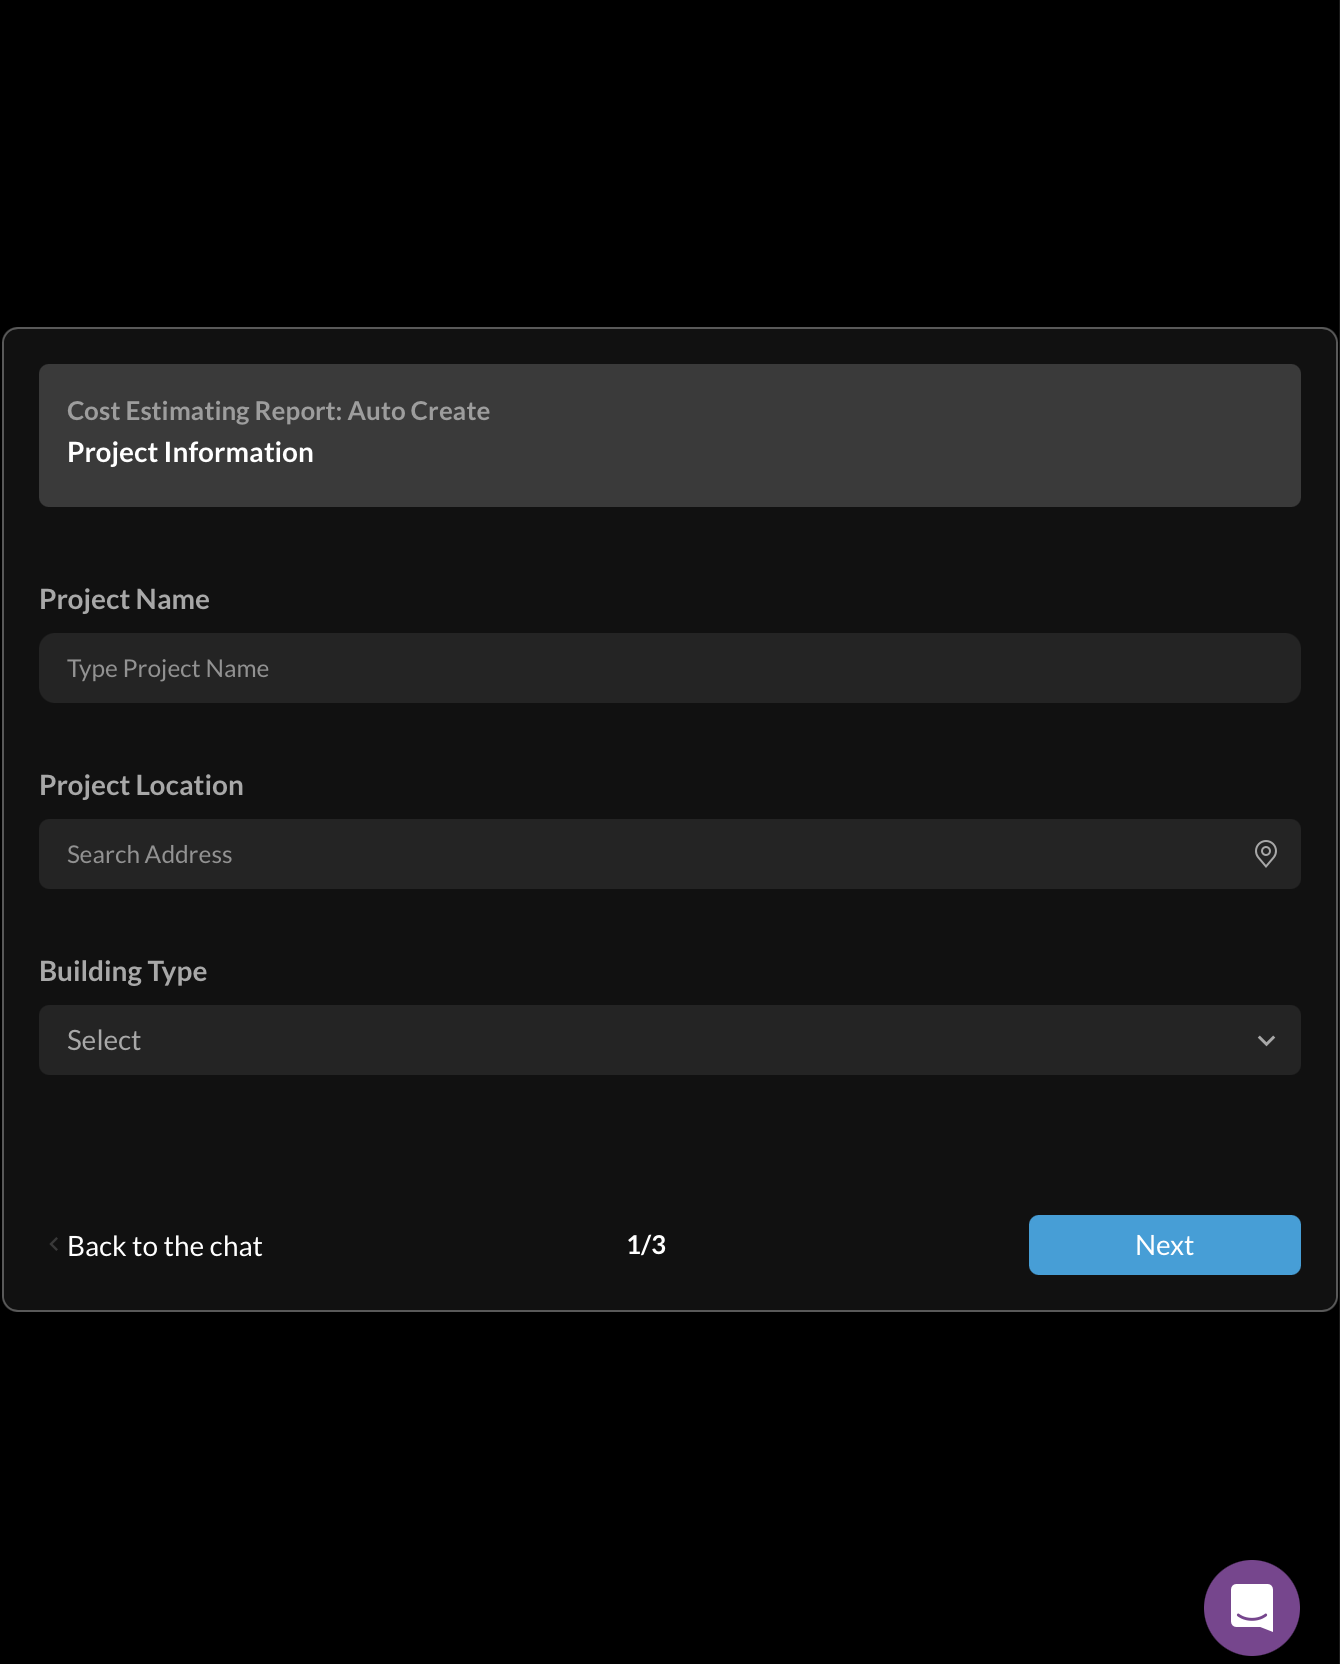 Cost Estimating Report: Auto Create
Project Information
Project Name
Type Project Name
Project Location
Search Address
Building Type
Select
Back to the chat
1/3
Next